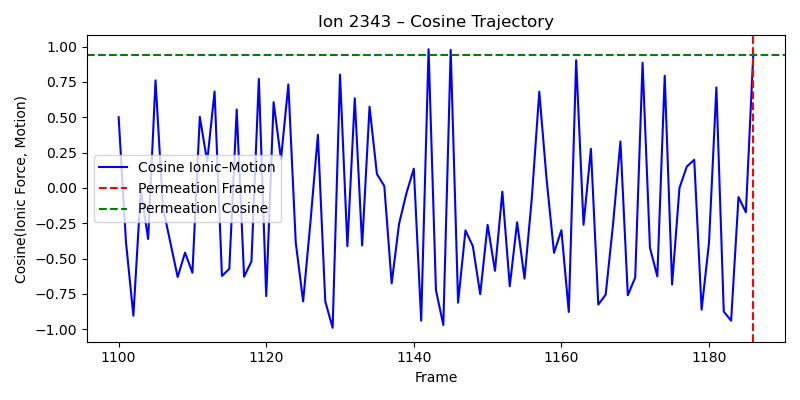 Ion 2343 – Cosine Trajectory
Cosine(Ionic Force, Motion)
1.00
0.75
0.50
0.25
0.00
−0.25
−0.50
−0.75
−1.00
Cosine Ionic–Motion
Permeation Frame
Permeation Cosine
1100 1120 1140 1160 1180
Frame